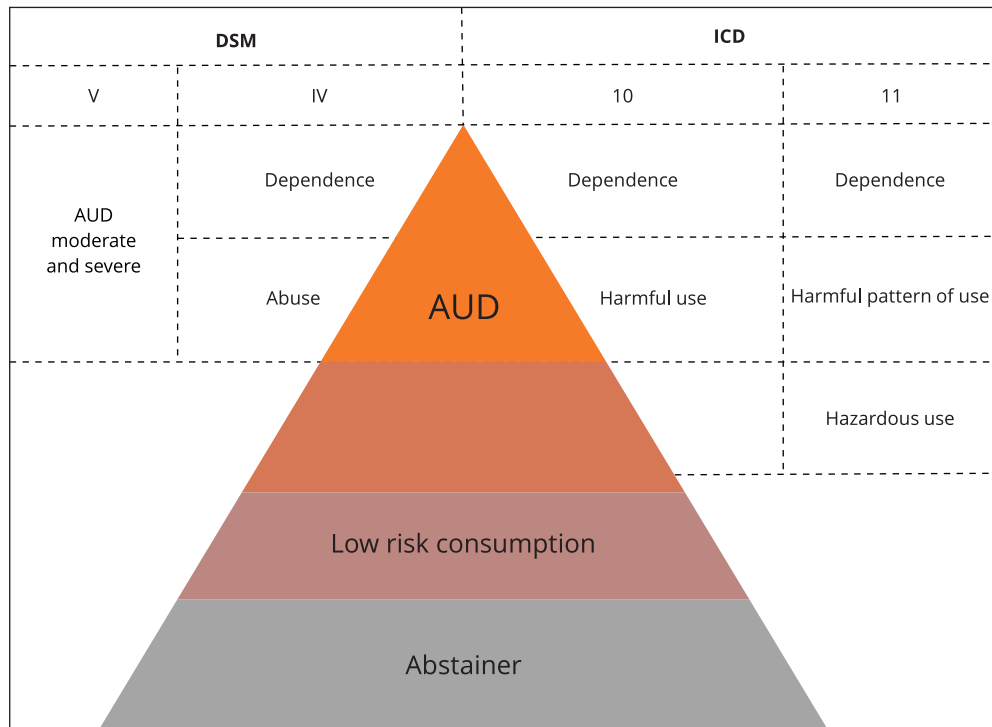 DSM
ICD
V
IV
10
11
Dependence
Dependence
Dependence
AUD
moderate
and severe
Abuse
AUD
Harmful use
Harmful pattern of use
Hazardous use
Low risk consumption
Abstainer